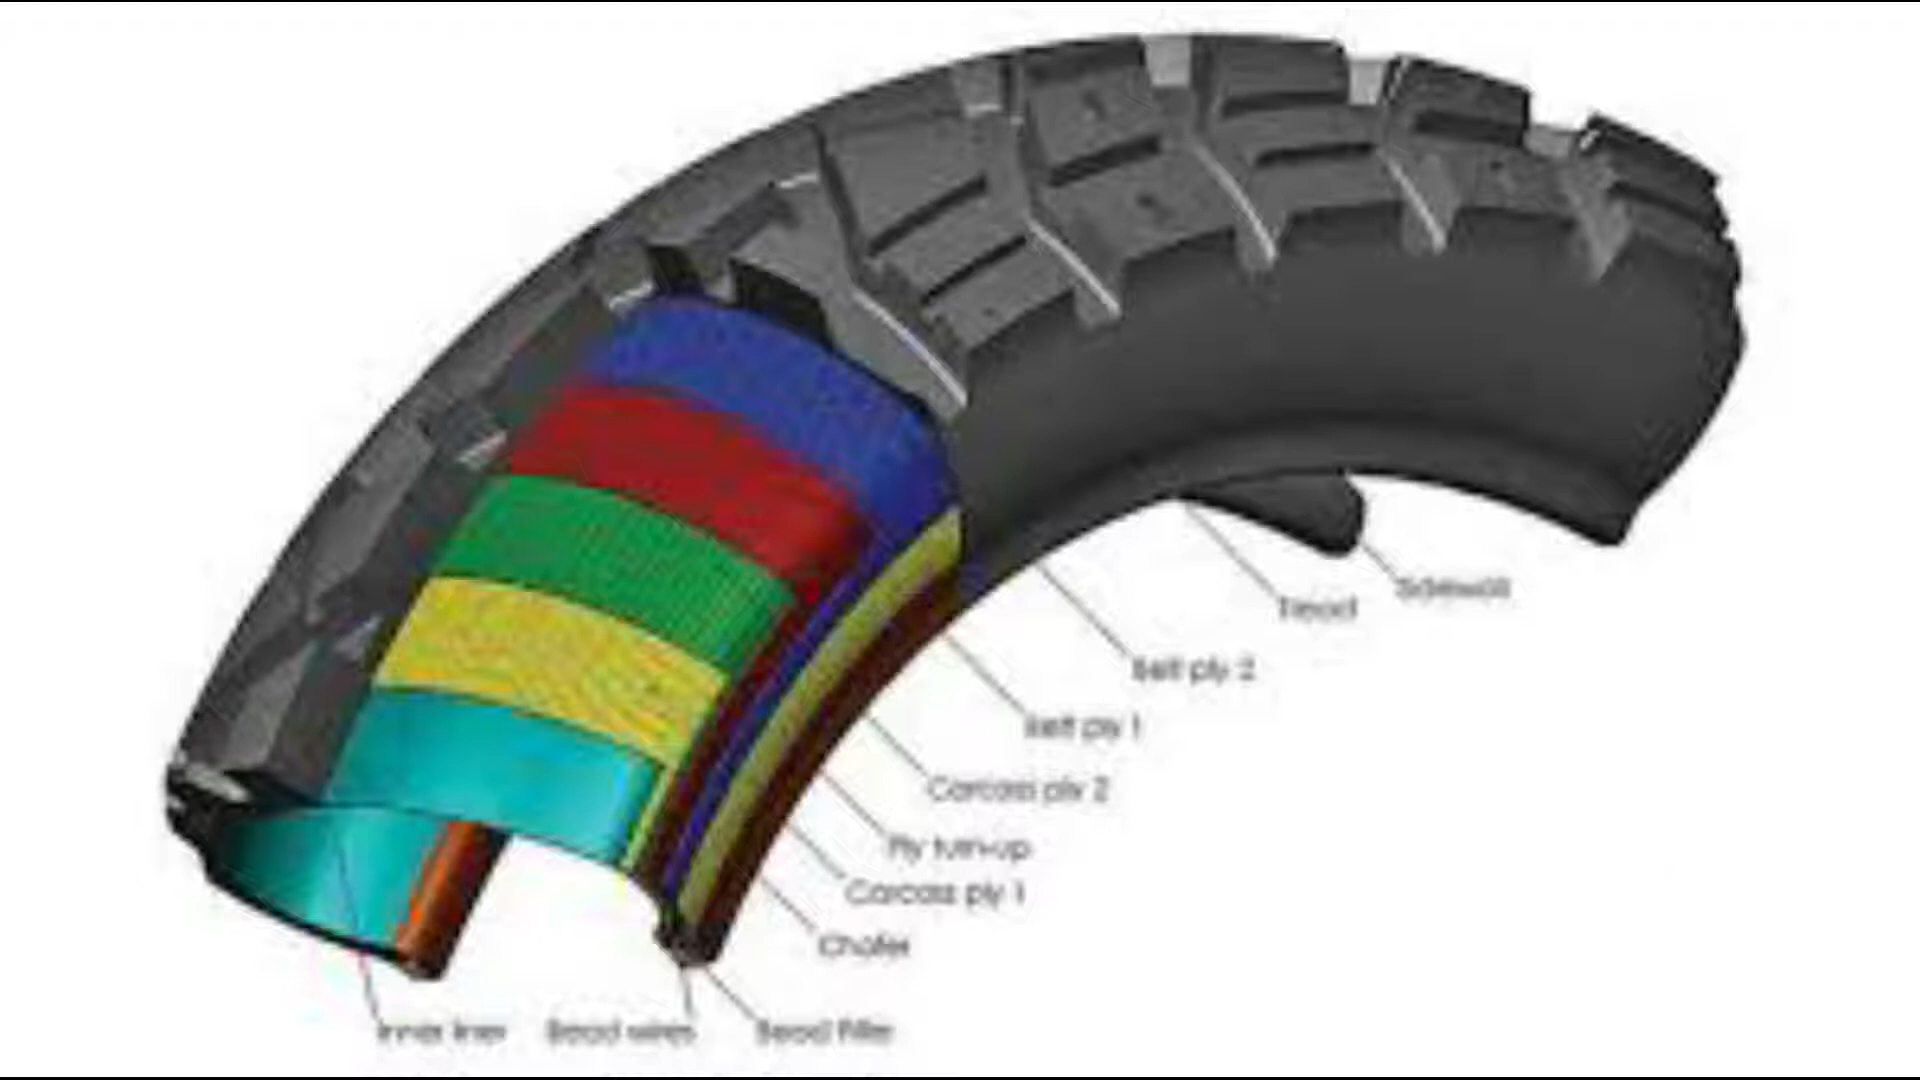 Sidewall
Tread
Belt ply 2
Belt ply 1
Carcass ply 2
Ply turn-up
Carcass ply 1
Chafer
Inner liner
Bead wires
Bead filler